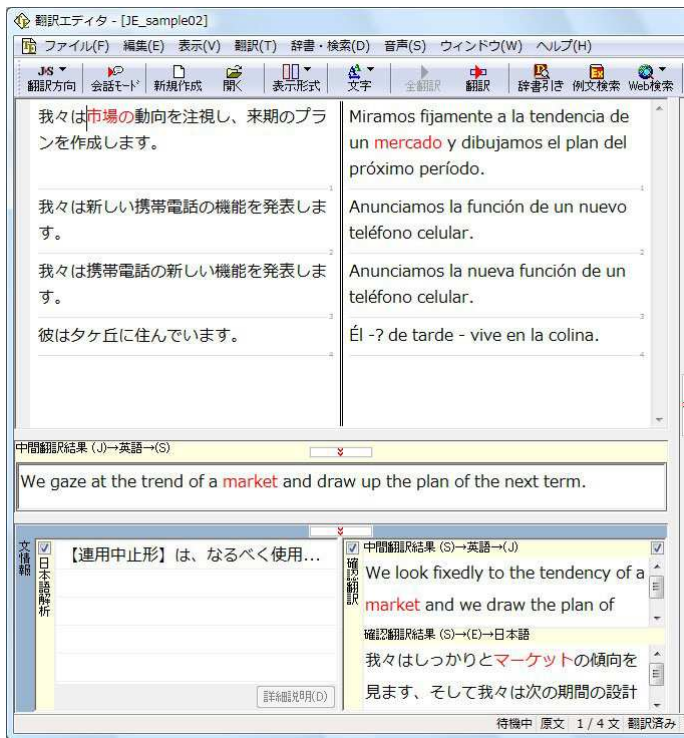 翻訳エディタ - [JE_sample02]
ファイル(F) 編集(E) 表示(V) 翻訳(T) 辞書・検索(D) 音声(S) ウィンドウ(W) ヘルプ(H)
J▸S
翻訳方向 会話モード 新規作成 開く 表示形式 文字 全翻訳 翻訳 辞書引き 例文検索 Web検索
我々は市場の動向を注視し、来期のプラ
ンを作成します。
1
Miramos fijamente a la tendencia de
un mercado y dibujamos el plan del
próximo período.
1
我々は新しい携帯電話の機能を発表しま
す。
2
Anunciamos la función de un nuevo
teléfono celular.
2
我々は携帯電話の新しい機能を発表しま
す。
3
Anunciamos la nueva función de un
teléfono celular.
3
彼は夕ヶ丘に住んでいます。
4
Él -? de tarde - vive en la colina.
4
中間翻訳結果 (J)→英語→(S)
We gaze at the trend of a market and draw up the plan of the next term.
文情報
日本語解析
【連用中止形】は、なるべく使用...
詳細説明(D)
確認翻訳
中間翻訳結果 (S)→英語→(J)
We look fixedly to the tendency of a
market and we draw the plan of
確認翻訳結果 (S)→(E)→日本語
我々はしっかりとマーケットの傾向を
見ます、そして我々は次の期間の設計
待機中 原文 1 / 4 文 翻訳済み